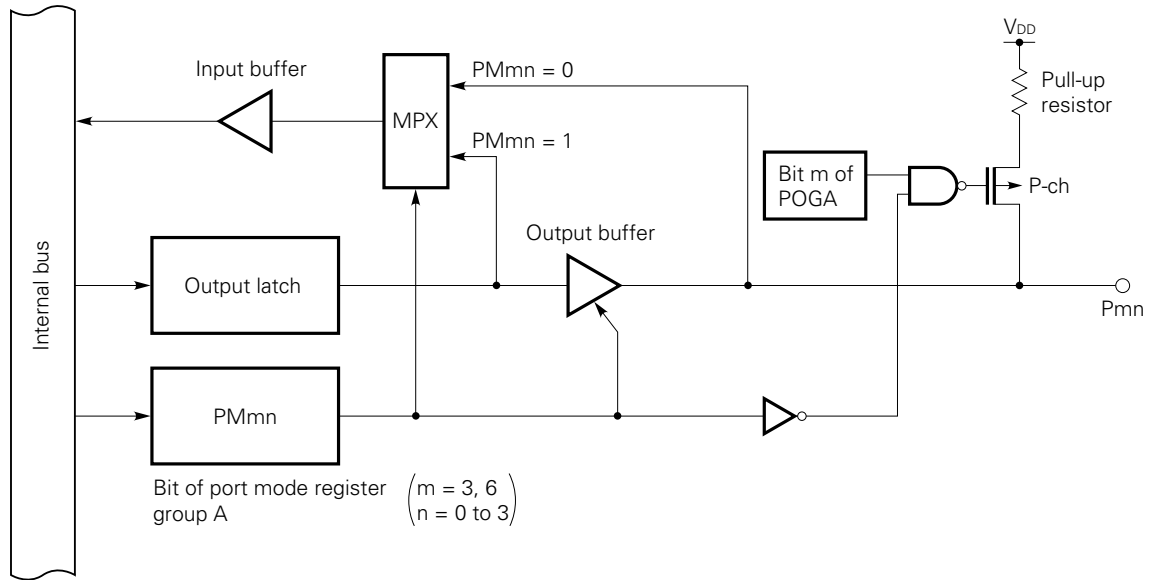 VDD
Input buffer
PMmn = 0
Pull-up
resistor
MPX
PMmn = 1
Bit m of
POGA
P-ch
Internal bus
Output latch
Output buffer
Pmn
PMmn
Bit of port mode register
group A
m = 3, 6
n = 0 to 3